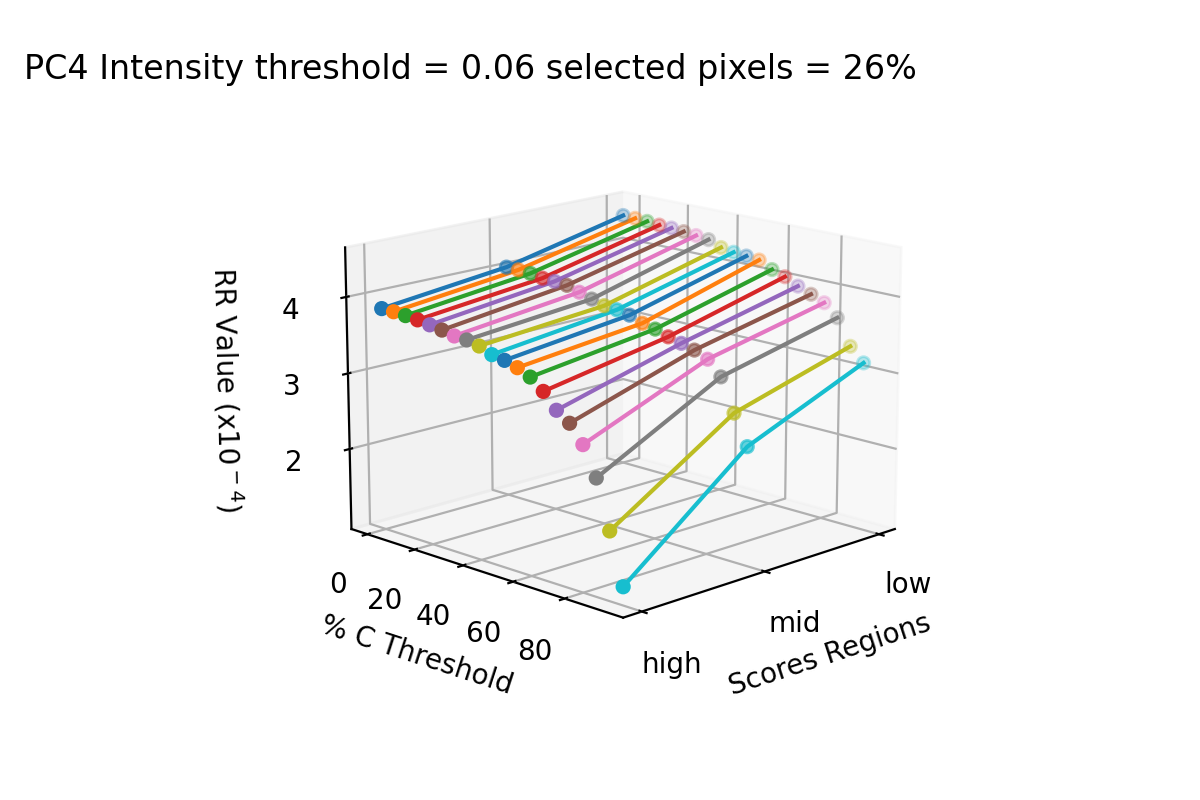 PC4 Intensity threshold = 0.06 selected pixels = 26%
RR Value (x10⁻⁴)
4
3
2
0
20
40
60
80
% C Threshold
low
mid
high
Scores Regions